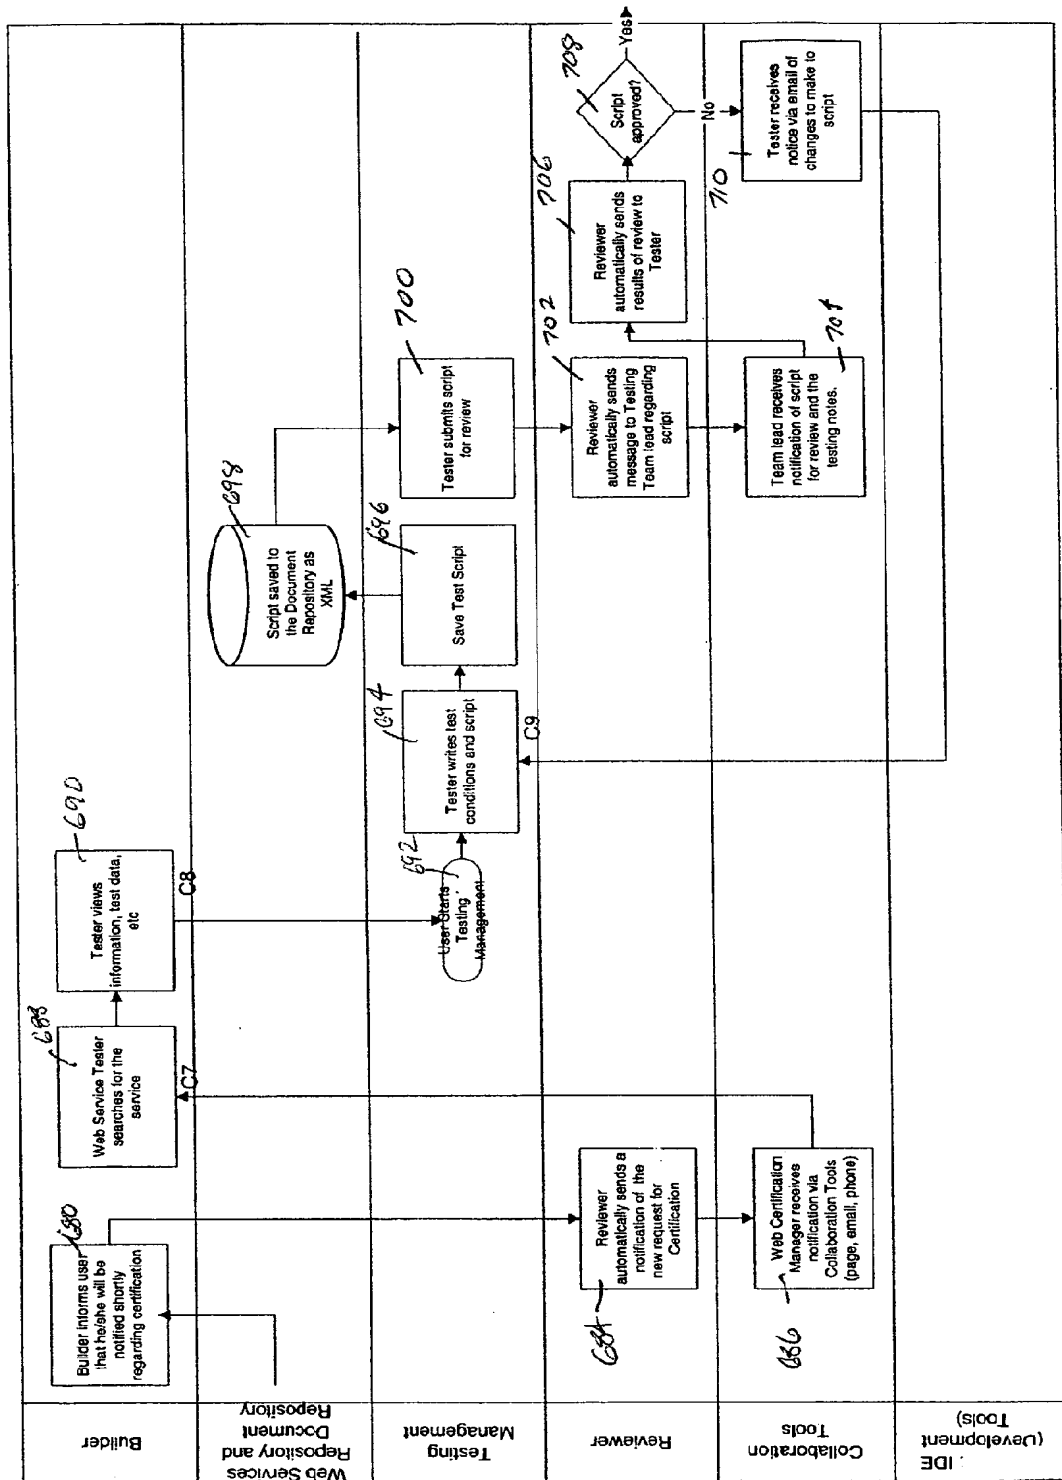 Builder
Web Services
Repository and
Document
Repository
Testing
Management
Reviewer
Collaboration
Tools
: IDE
(Development
Tools)
680
Builder informs user
that he/she will be
notified shortly
regarding certification
684
Reviewer
automatically sends a
notification of the
new request for
Certification
686
Web Certification
Manager receives
notification via
Collaboration Tools
(page, email, phone)
688
Web Service Tester
searches for the
service
C7
690
Tester views
information, test data,
etc
C8
692
User Starts
'Testing
Management
694
Tester writes test
conditions and script
C9
696
Save Test Script
698
Script saved to
the Document
Repository as
XML
700
Tester submits script
for review
702
Reviewer
automatically sends
message to Testing
Team lead regarding
script
704
Team lead receives
notification of script
for review and the
testing notes.
706
Reviewer
automatically sends
results of review to
Tester
708
Script
approved?
Yes
No
710
Tester receives
notice via email of
changes to make to
script